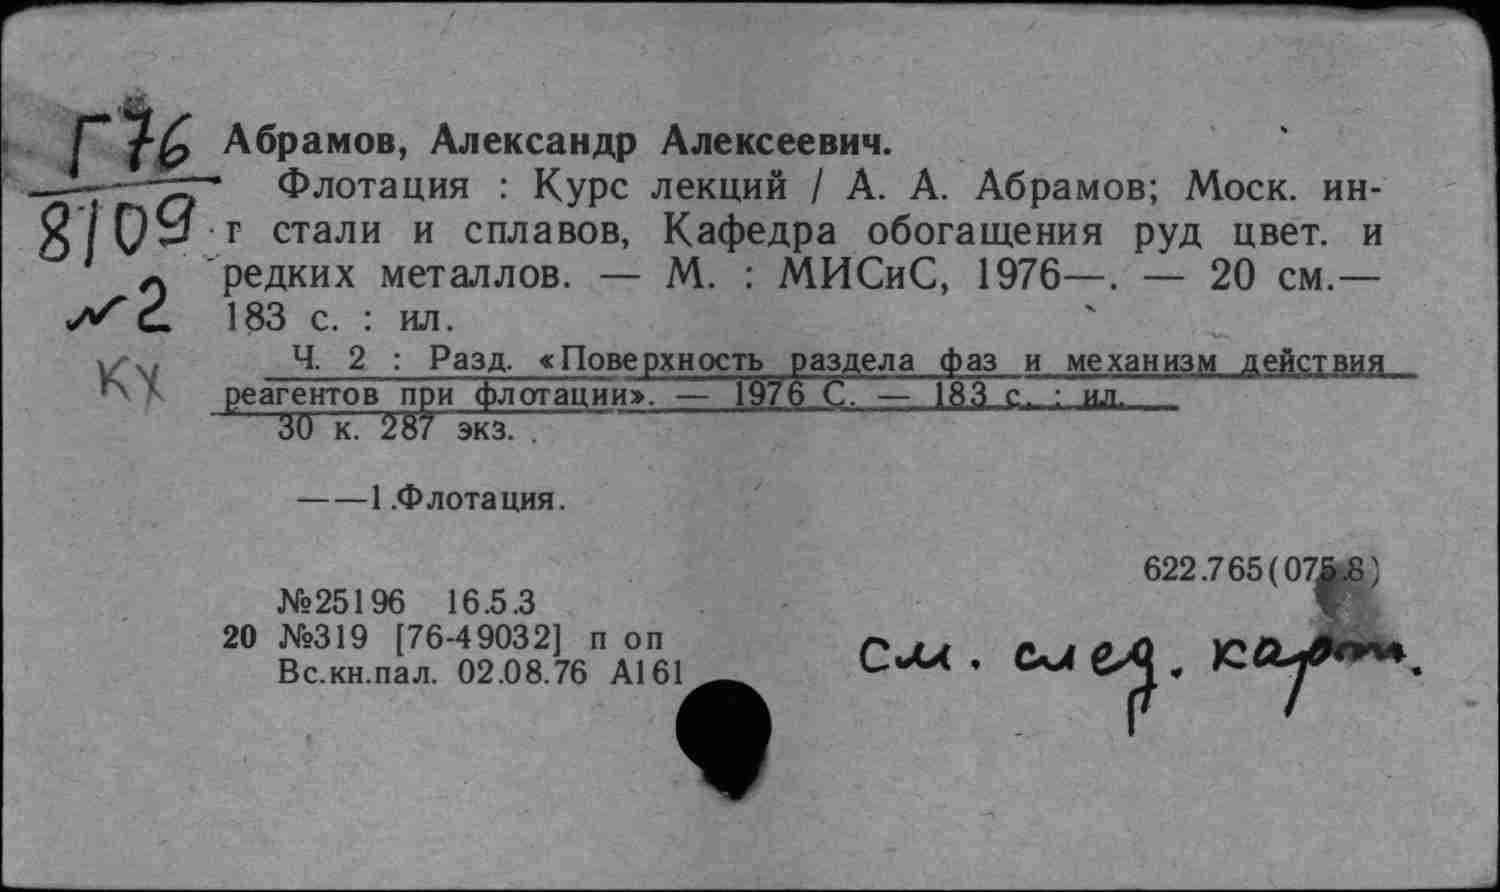 Г76
8/09
№2
КХ
Абрамов, Александр Алексеевич.
Флотация : Курс лекций / А. А. Абрамов; Моск. ин-
т стали и сплавов, Кафедра обогащения руд цвет. и
редких металлов. — М. : МИСиС, 1976—. — 20 см.—
183 с. : ил.
Ч. 2 : Разд. «Поверхность раздела фаз и механизм действия
реагентов при флотации». — 1976 С. — 183 с. : ил.
30 к. 287 экз. .
——1.Флотация.
622.765(075.8)
№25196 16.5.3
20 №319 [76-49032] п оп
Вс.кн.пал. 02.08.76 А161
см. след. карт.